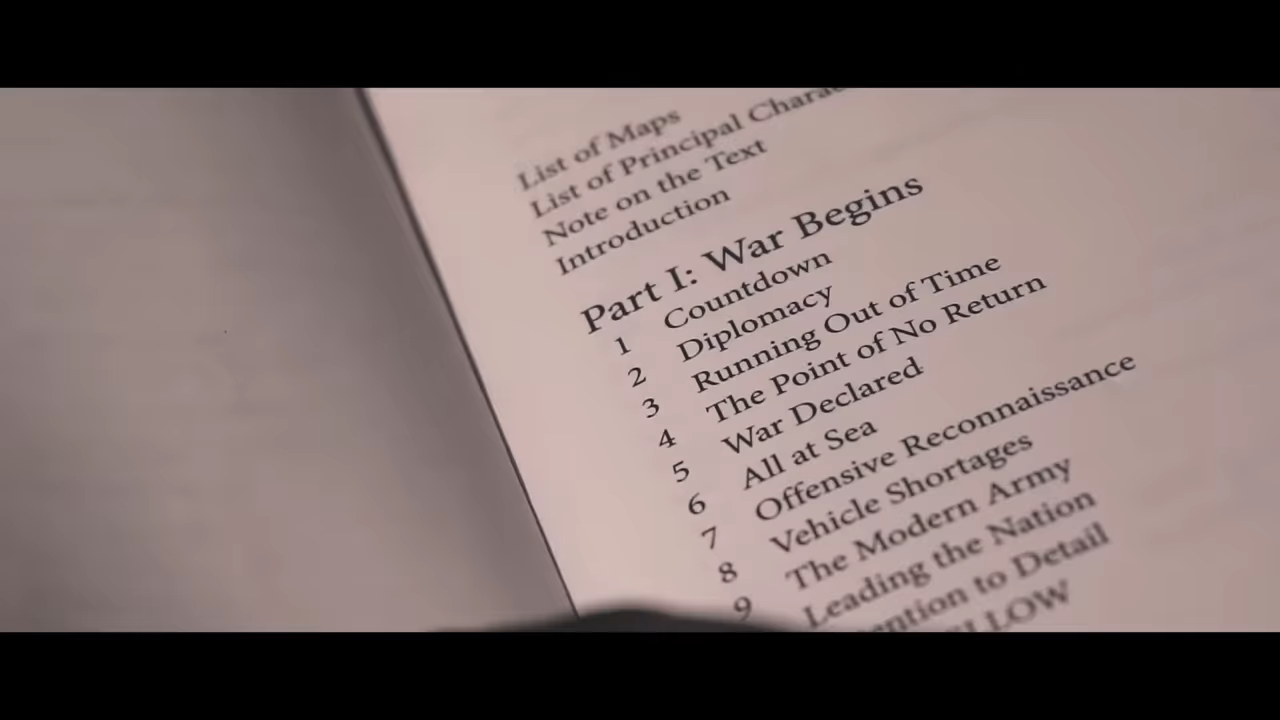 List of Maps
List of Principal Charac
Note on the Text
Introduction
Part I: War Begins
1 Countdown
2 Diplomacy
3 Running Out of Time
4 The Point of No Return
5 War Declared
6 All at Sea
7 Offensive Reconnaissance
8 Vehicle Shortages
9 The Modern Army
Leading the Nation
ention to Detail